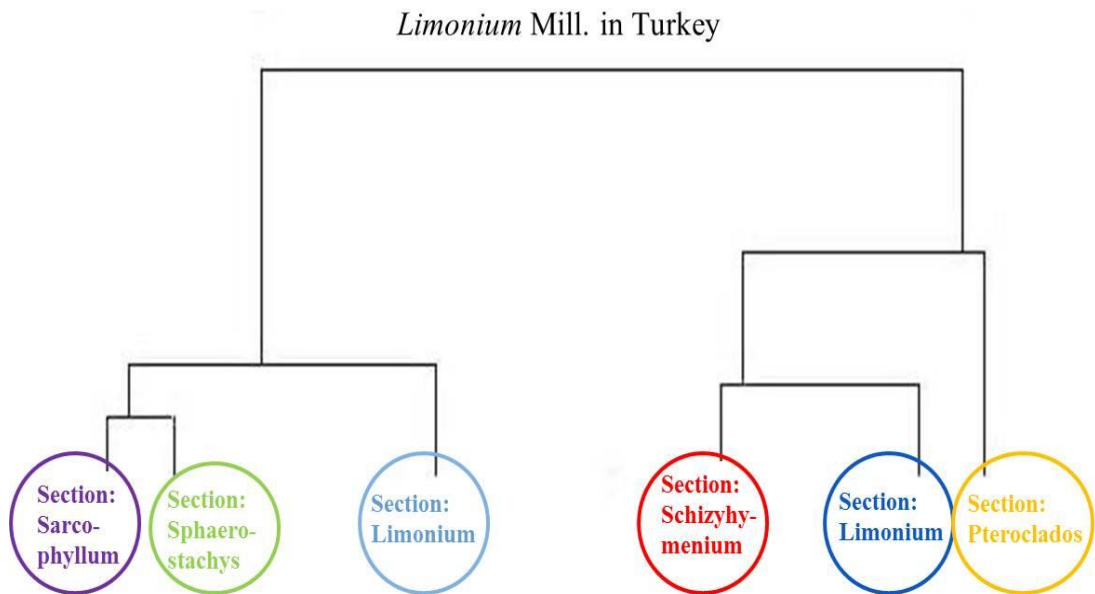 Limonium Mill. in Turkey
Section:
Sarco-
phyllum
Section:
Sphaero-
stachys
Section:
Limonium
Section:
Schizyhy-
menium
Section:
Limonium
Section:
Pteroclados